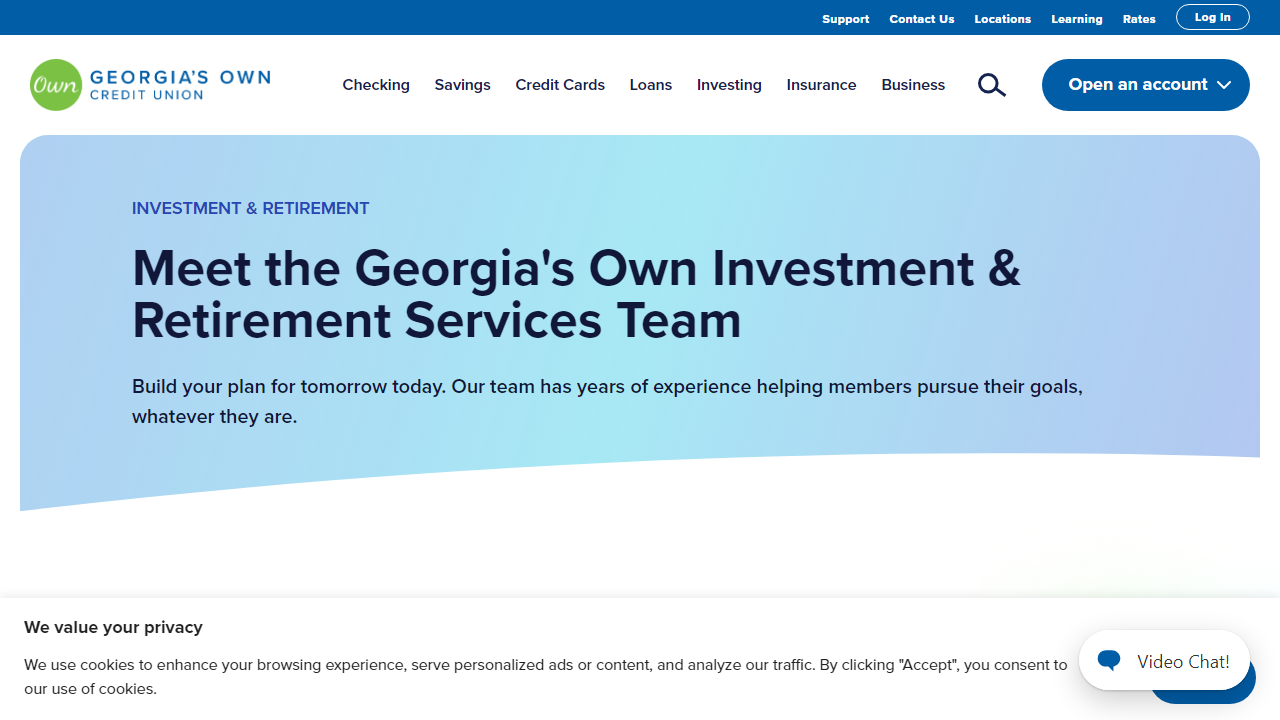 Support Contact Us Locations Learning Rates Log In
Own GEORGIA'S OWN
CREDIT UNION
Checking Savings Credit Cards Loans Investing Insurance Business
Open an account
INVESTMENT & RETIREMENT
Meet the Georgia's Own Investment &
Retirement Services Team
Build your plan for tomorrow today. Our team has years of experience helping members pursue their goals,
whatever they are.
We value your privacy
We use cookies to enhance your browsing experience, serve personalized ads or content, and analyze our traffic. By clicking "Accept", you consent to
our use of cookies.
Video Chat!